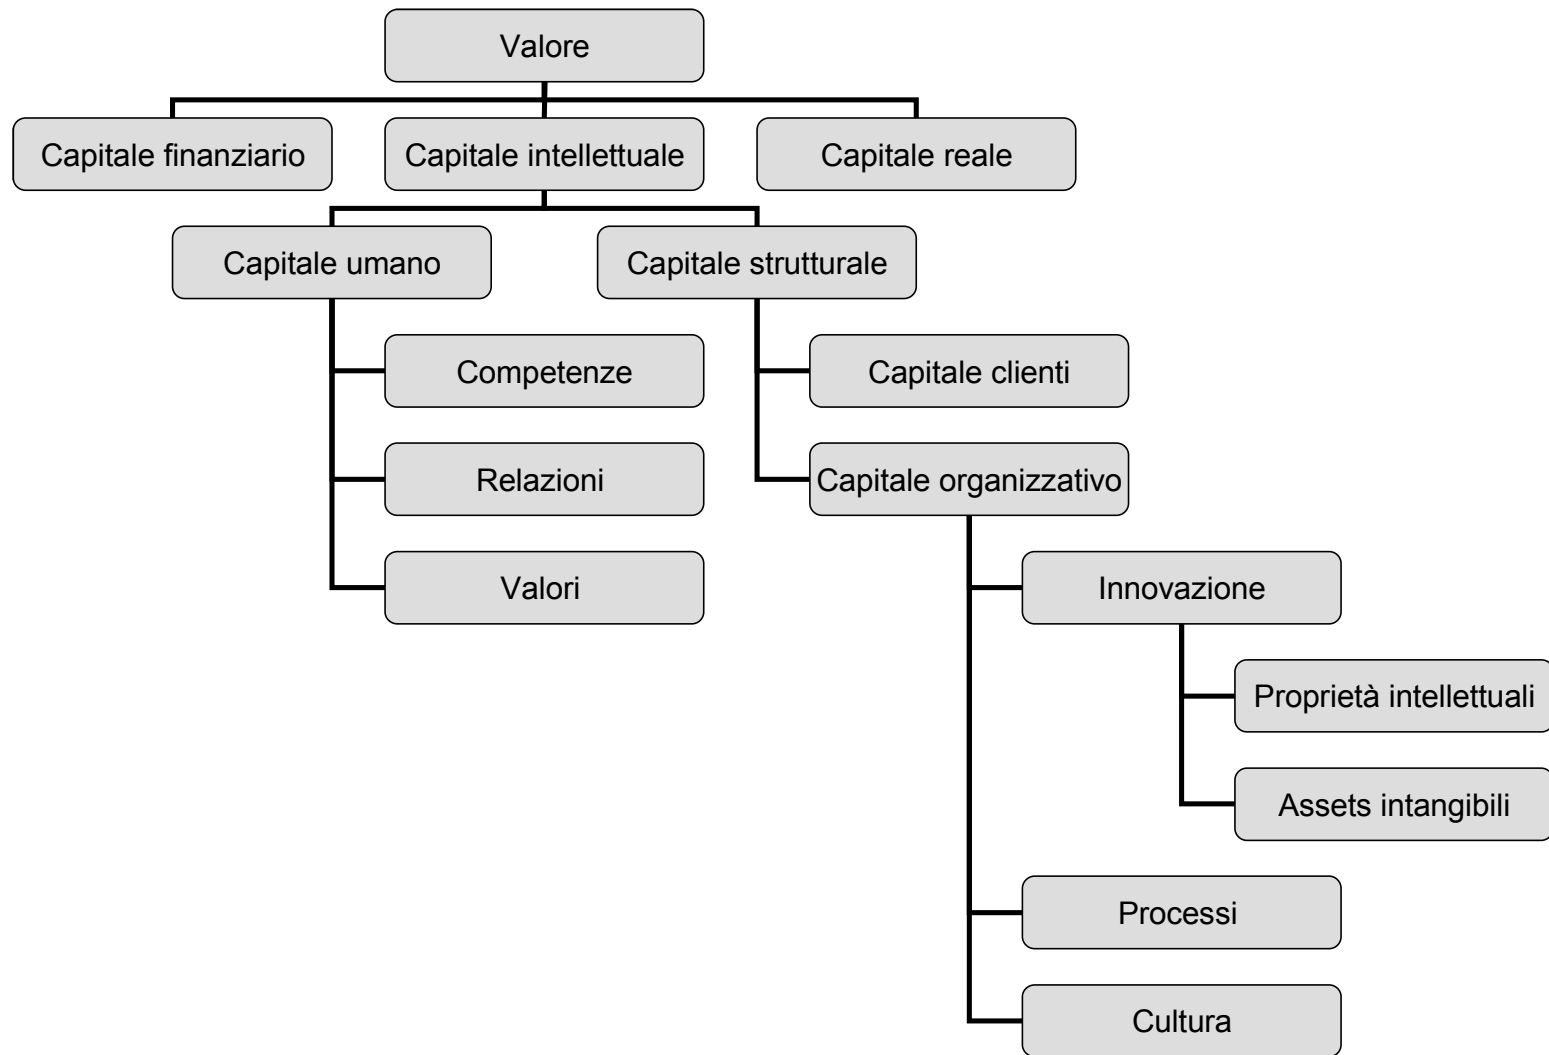 Valore
Capitale finanziario
Capitale intellettuale
Capitale reale
Capitale umano
Capitale strutturale
Competenze
Capitale clienti
Relazioni
Capitale organizzativo
Valori
Innovazione
Proprietà intellettuali
Assets intangibili
Processi
Cultura